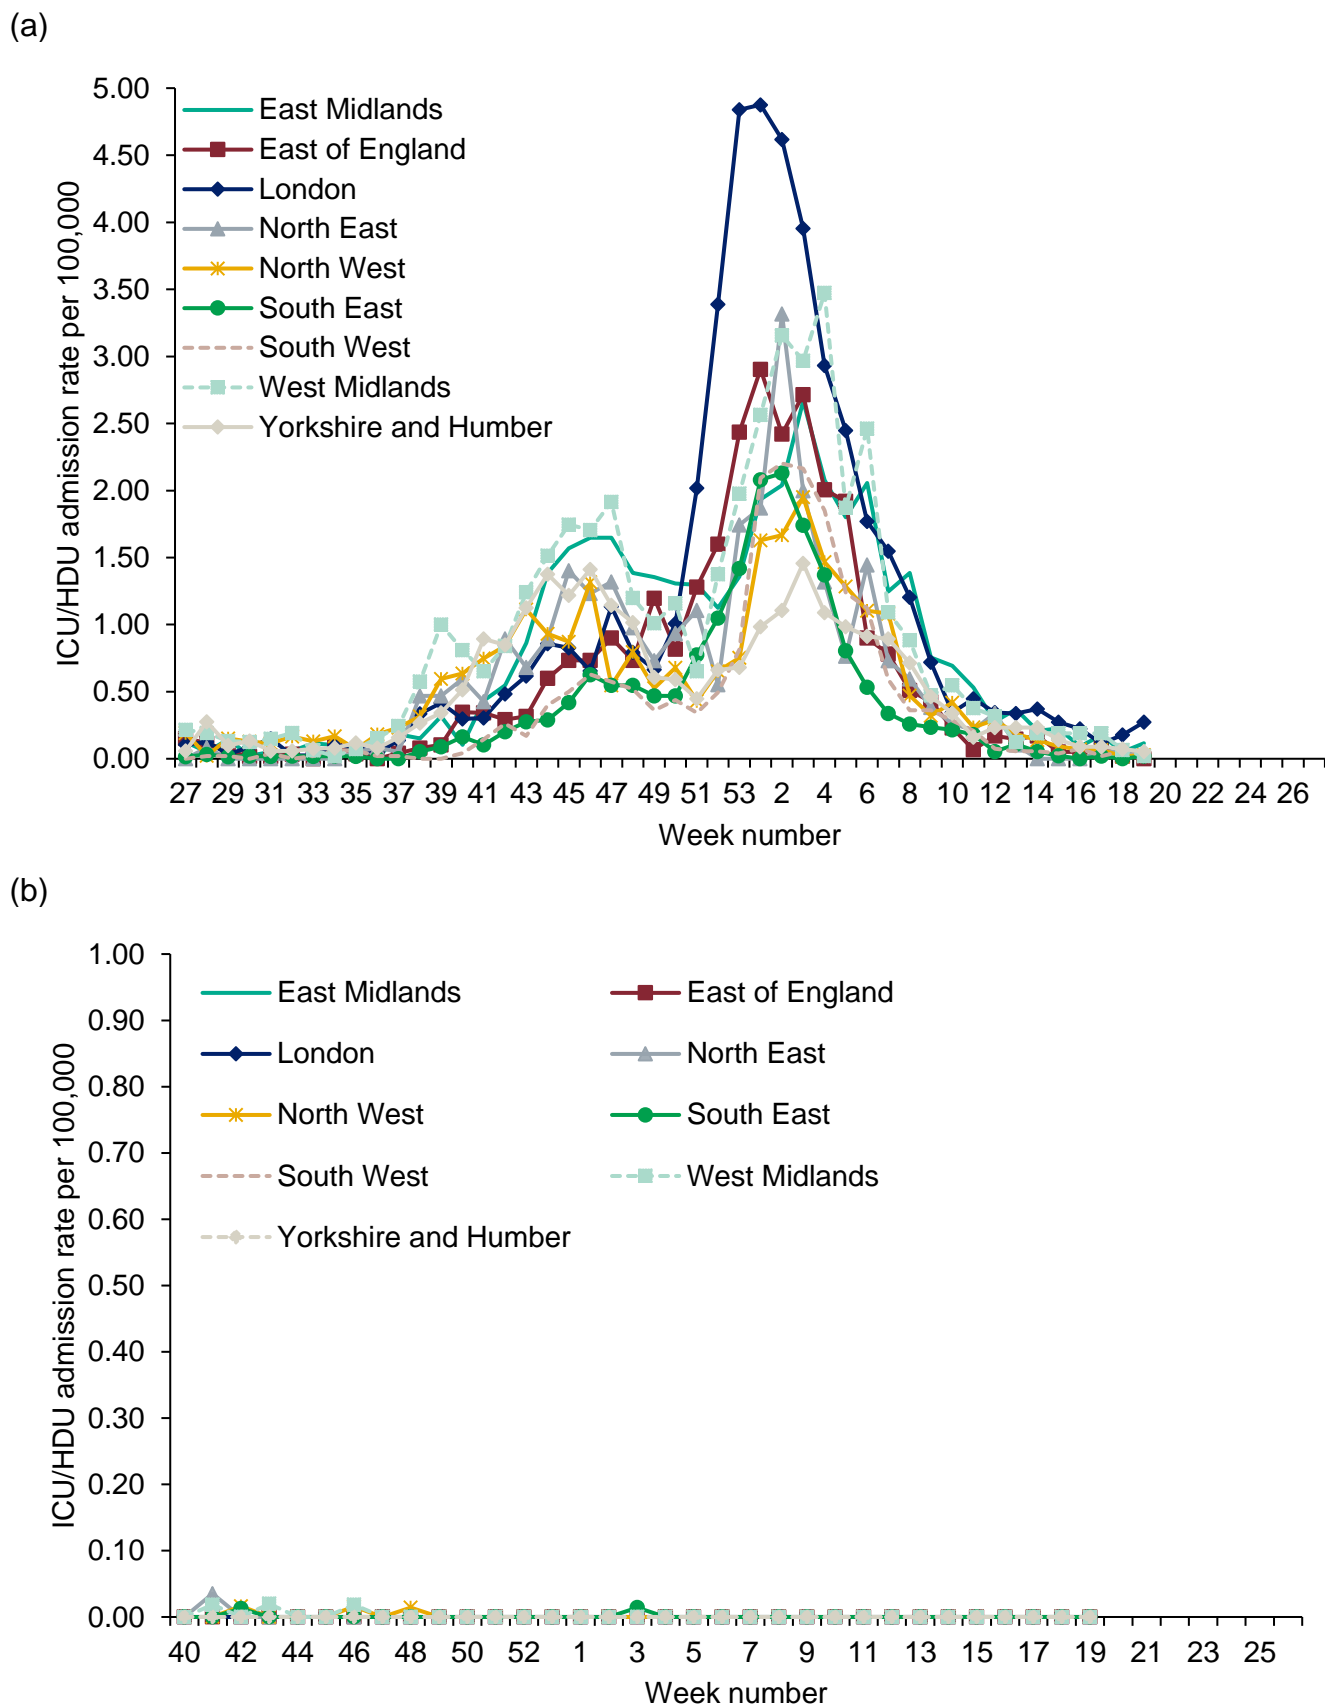 (a)
ICU/HDU admission rate per 100,000
5.00
4.50
4.00
3.50
3.00
2.50
2.00
1.50
1.00
0.50
0.00
East Midlands
East of England
London
North East
North West
South East
South West
West Midlands
Yorkshire and Humber
27 29 31 33 35 37 39 41 43 45 47 49 51 53 2 4 6 8 10 12 14 16 18 20 22 24 26
Week number
(b)
ICU/HDU admission rate per 100,000
1.00
0.90
0.80
0.70
0.60
0.50
0.40
0.30
0.20
0.10
0.00
East Midlands East of England
London North East
North West South East
South West West Midlands
Yorkshire and Humber
40 42 44 46 48 50 52 1 3 5 7 9 11 13 15 17 19 21 23 25
Week number